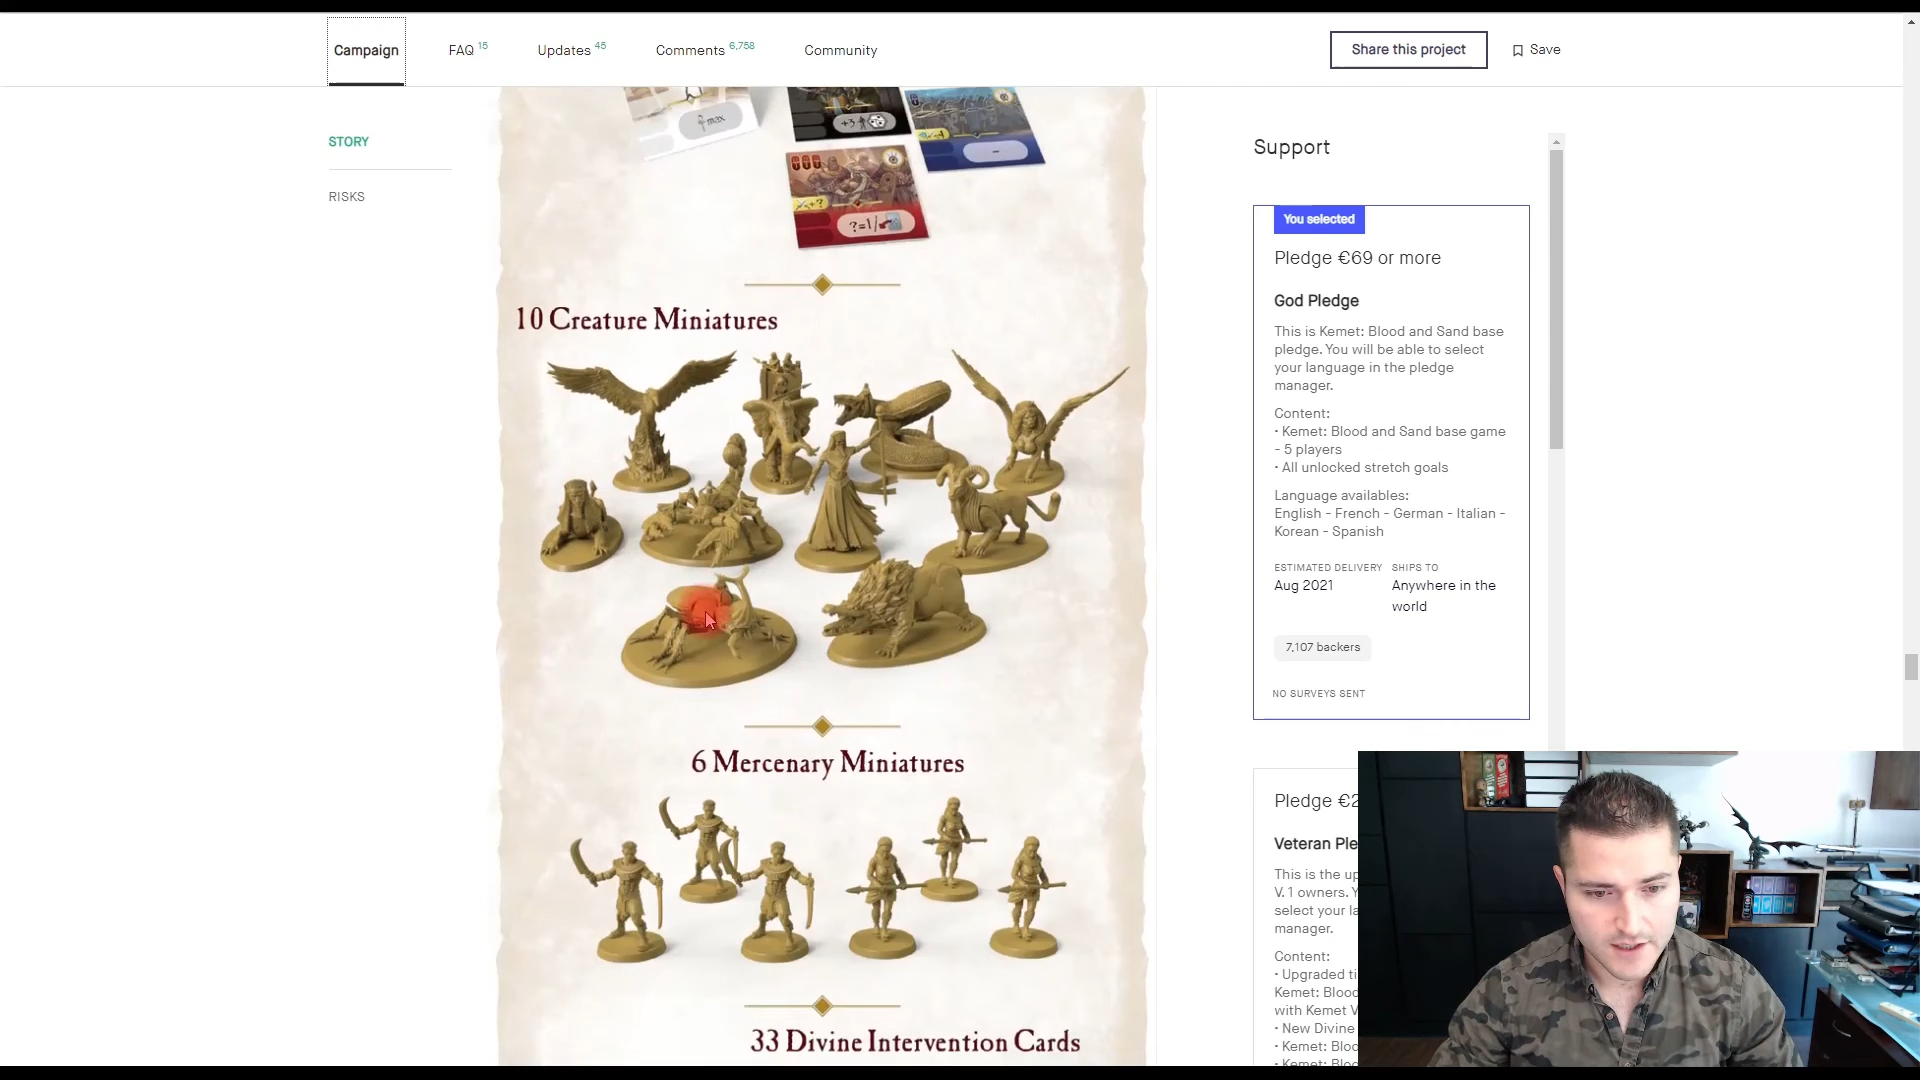 Campaign
FAQ 15
Updates 45
Comments 6,758
Community
Share this project
Save
STORY
RISKS
max
+3
+?
-
?=1/
10 Creature Miniatures
6 Mercenary Miniatures
33 Divine Intervention Cards
Support
You selected
Pledge €69 or more
God Pledge
This is Kemet: Blood and Sand base
pledge. You will be able to select
your language in the pledge
manager.
Content:
• Kemet: Blood and Sand base game
- 5 players
• All unlocked stretch goals
Language availables:
English - French - German - Italian -
Korean - Spanish
ESTIMATED DELIVERY
Aug 2021
SHIPS TO
Anywhere in the
world
7,107 backers
NO SURVEYS SENT
Pledge €2
Veteran Ple
This is the up
V. 1 owners. Y
select your la
manager.
Content:
• Upgraded ti
Kemet: Blood
with Kemet V
• New Divine
• Kemet: Bloo
• Kemet: Bloo